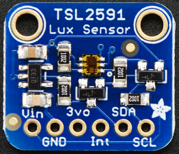 TSL2591
Lux Sensor
Vin 3vo SDA
GND Int SCL